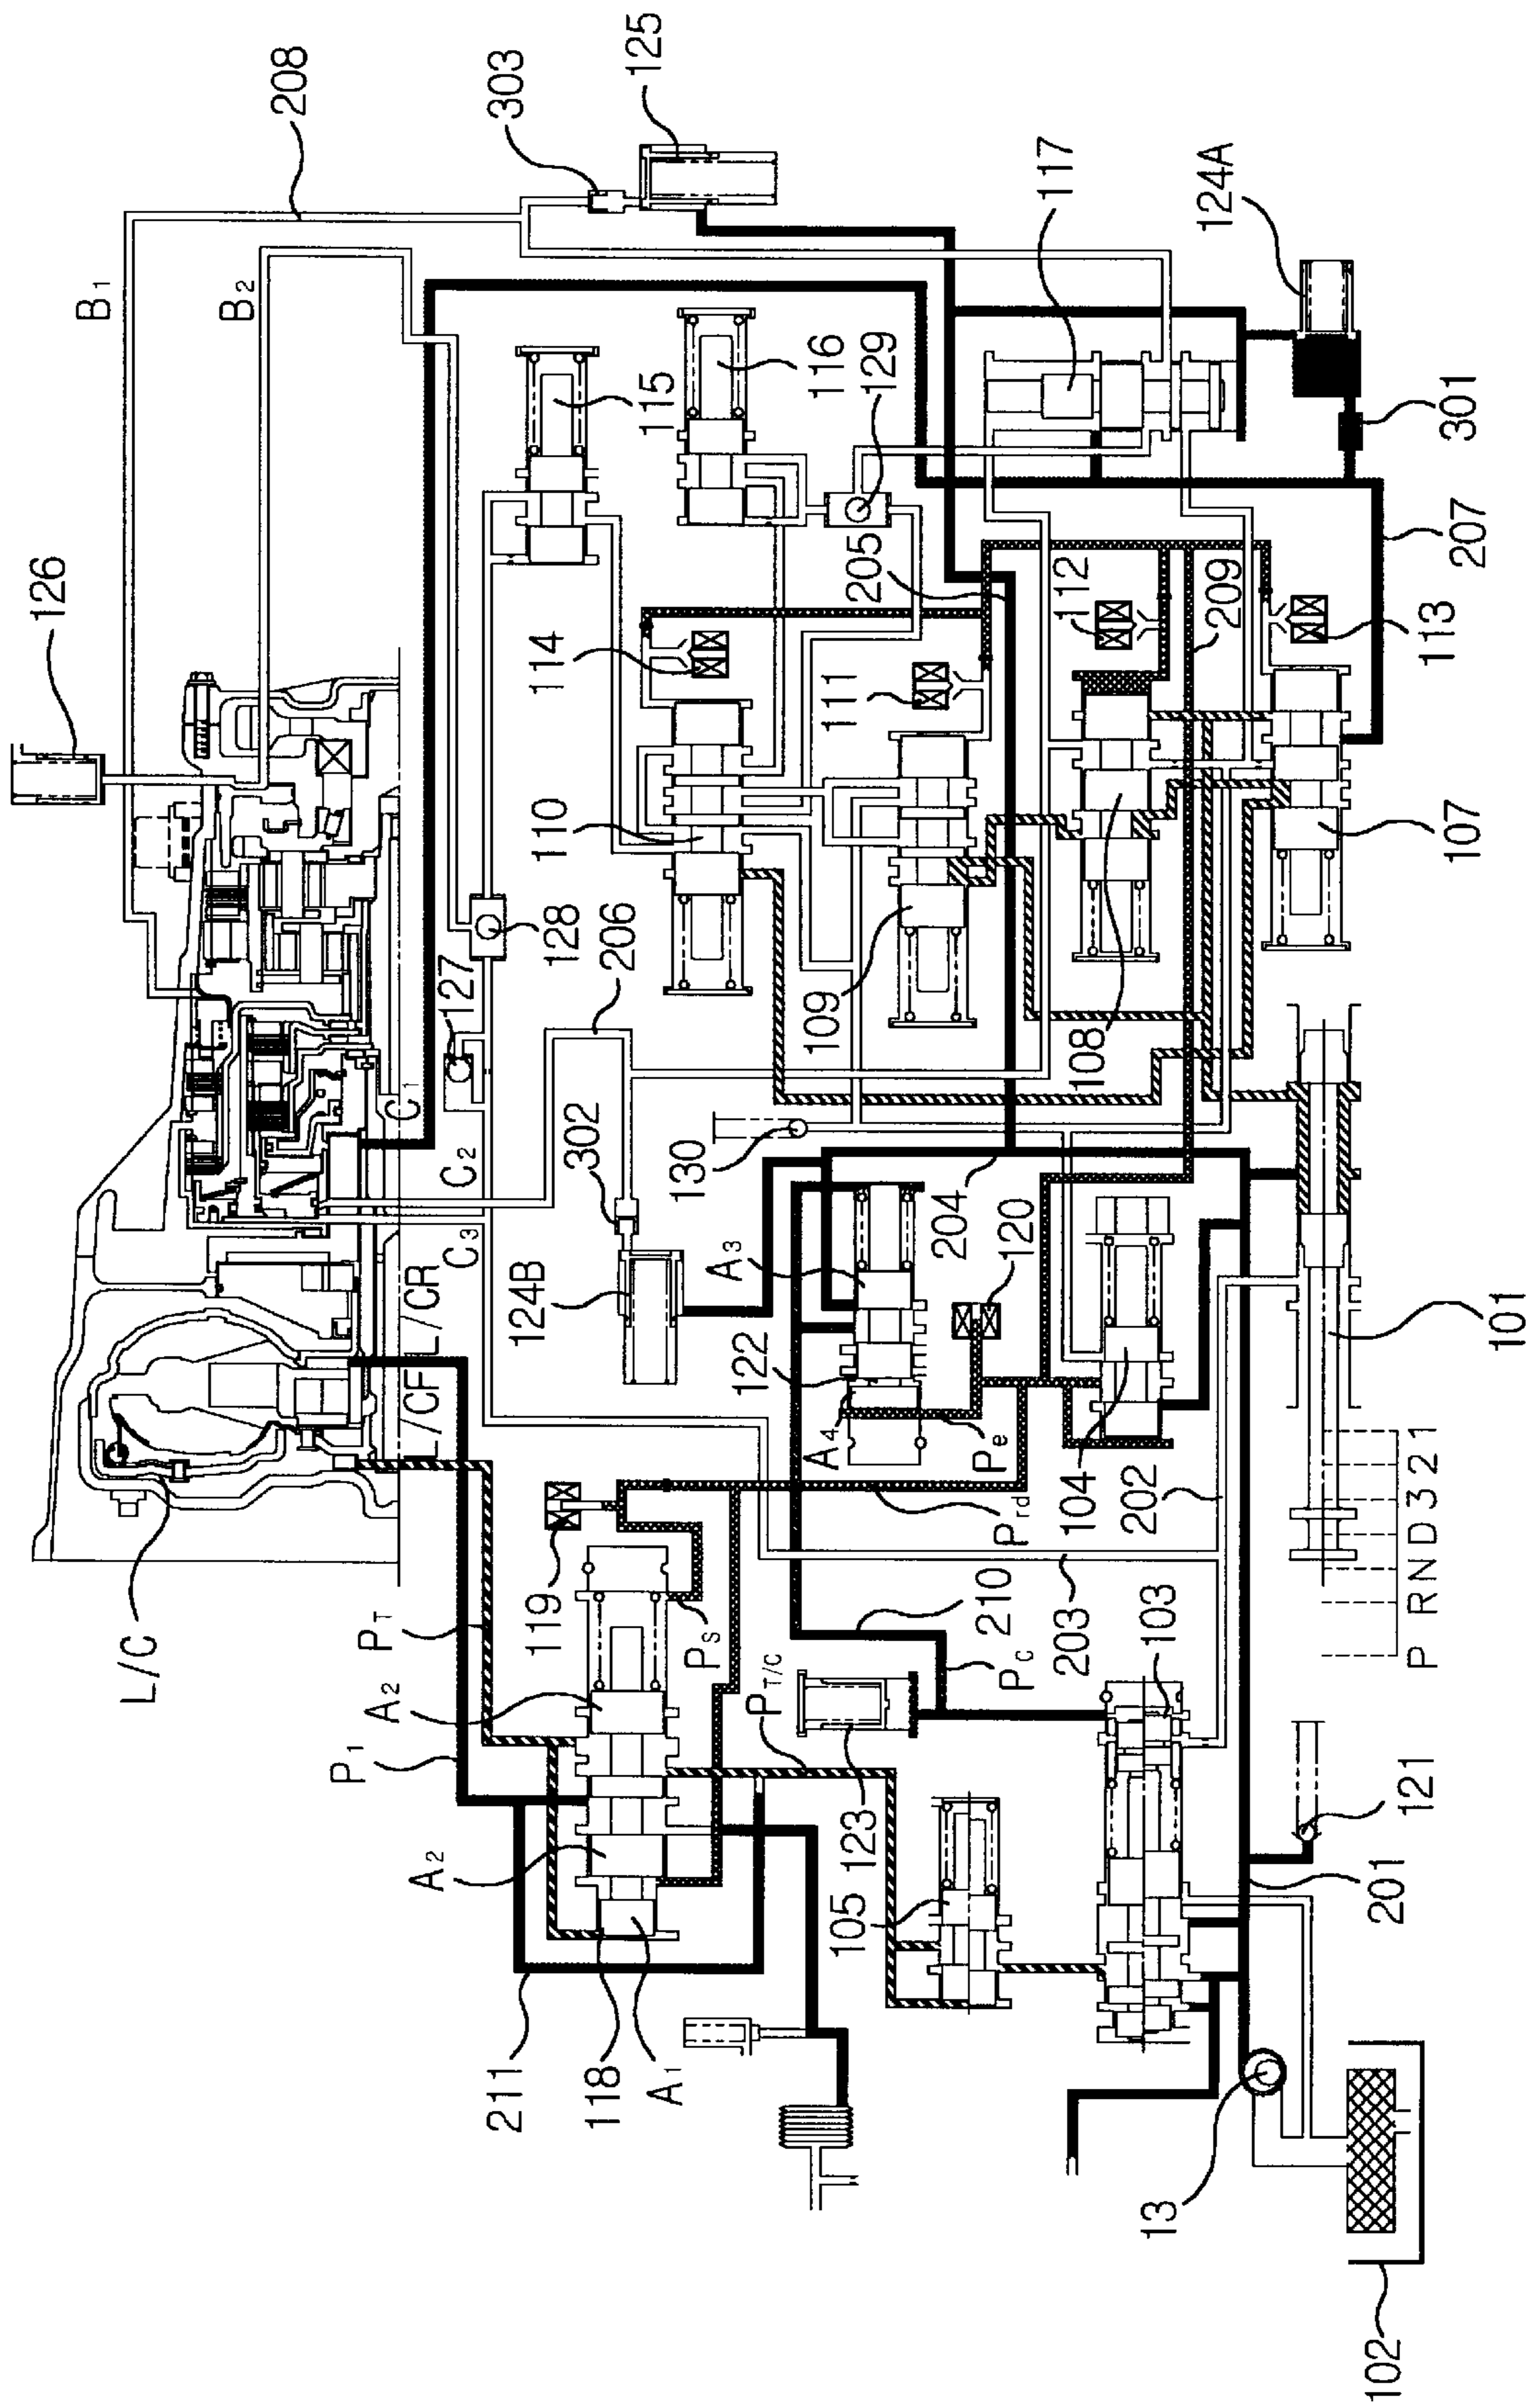 126
B₁
B₂
208
303
125
115
116
129
117
124A
301
207
205
112
209
113
114
111
110
109
108
107
128
206
127
C₁
C₂
C₃
302
124B
130
204
A₃
122
120
A₄
Pe
Prd
104
202
101
P R N D 3 2 1
L/CR
L/CF
L/C
PT
P₁
A₂
A₂
119
PS
PT/C
PC
210
203
103
123
105
121
201
211
118
A₁
13
102